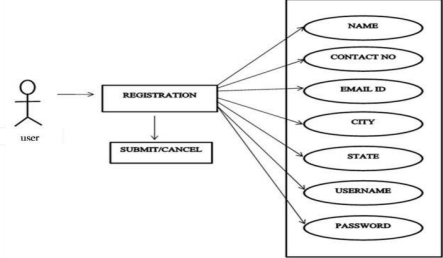 NAME
CONTACT NO
EMAIL ID
REGISTRATION
CITY
user
SUBMIT/CANCEL
STATE
USERNAME
PASSWORD